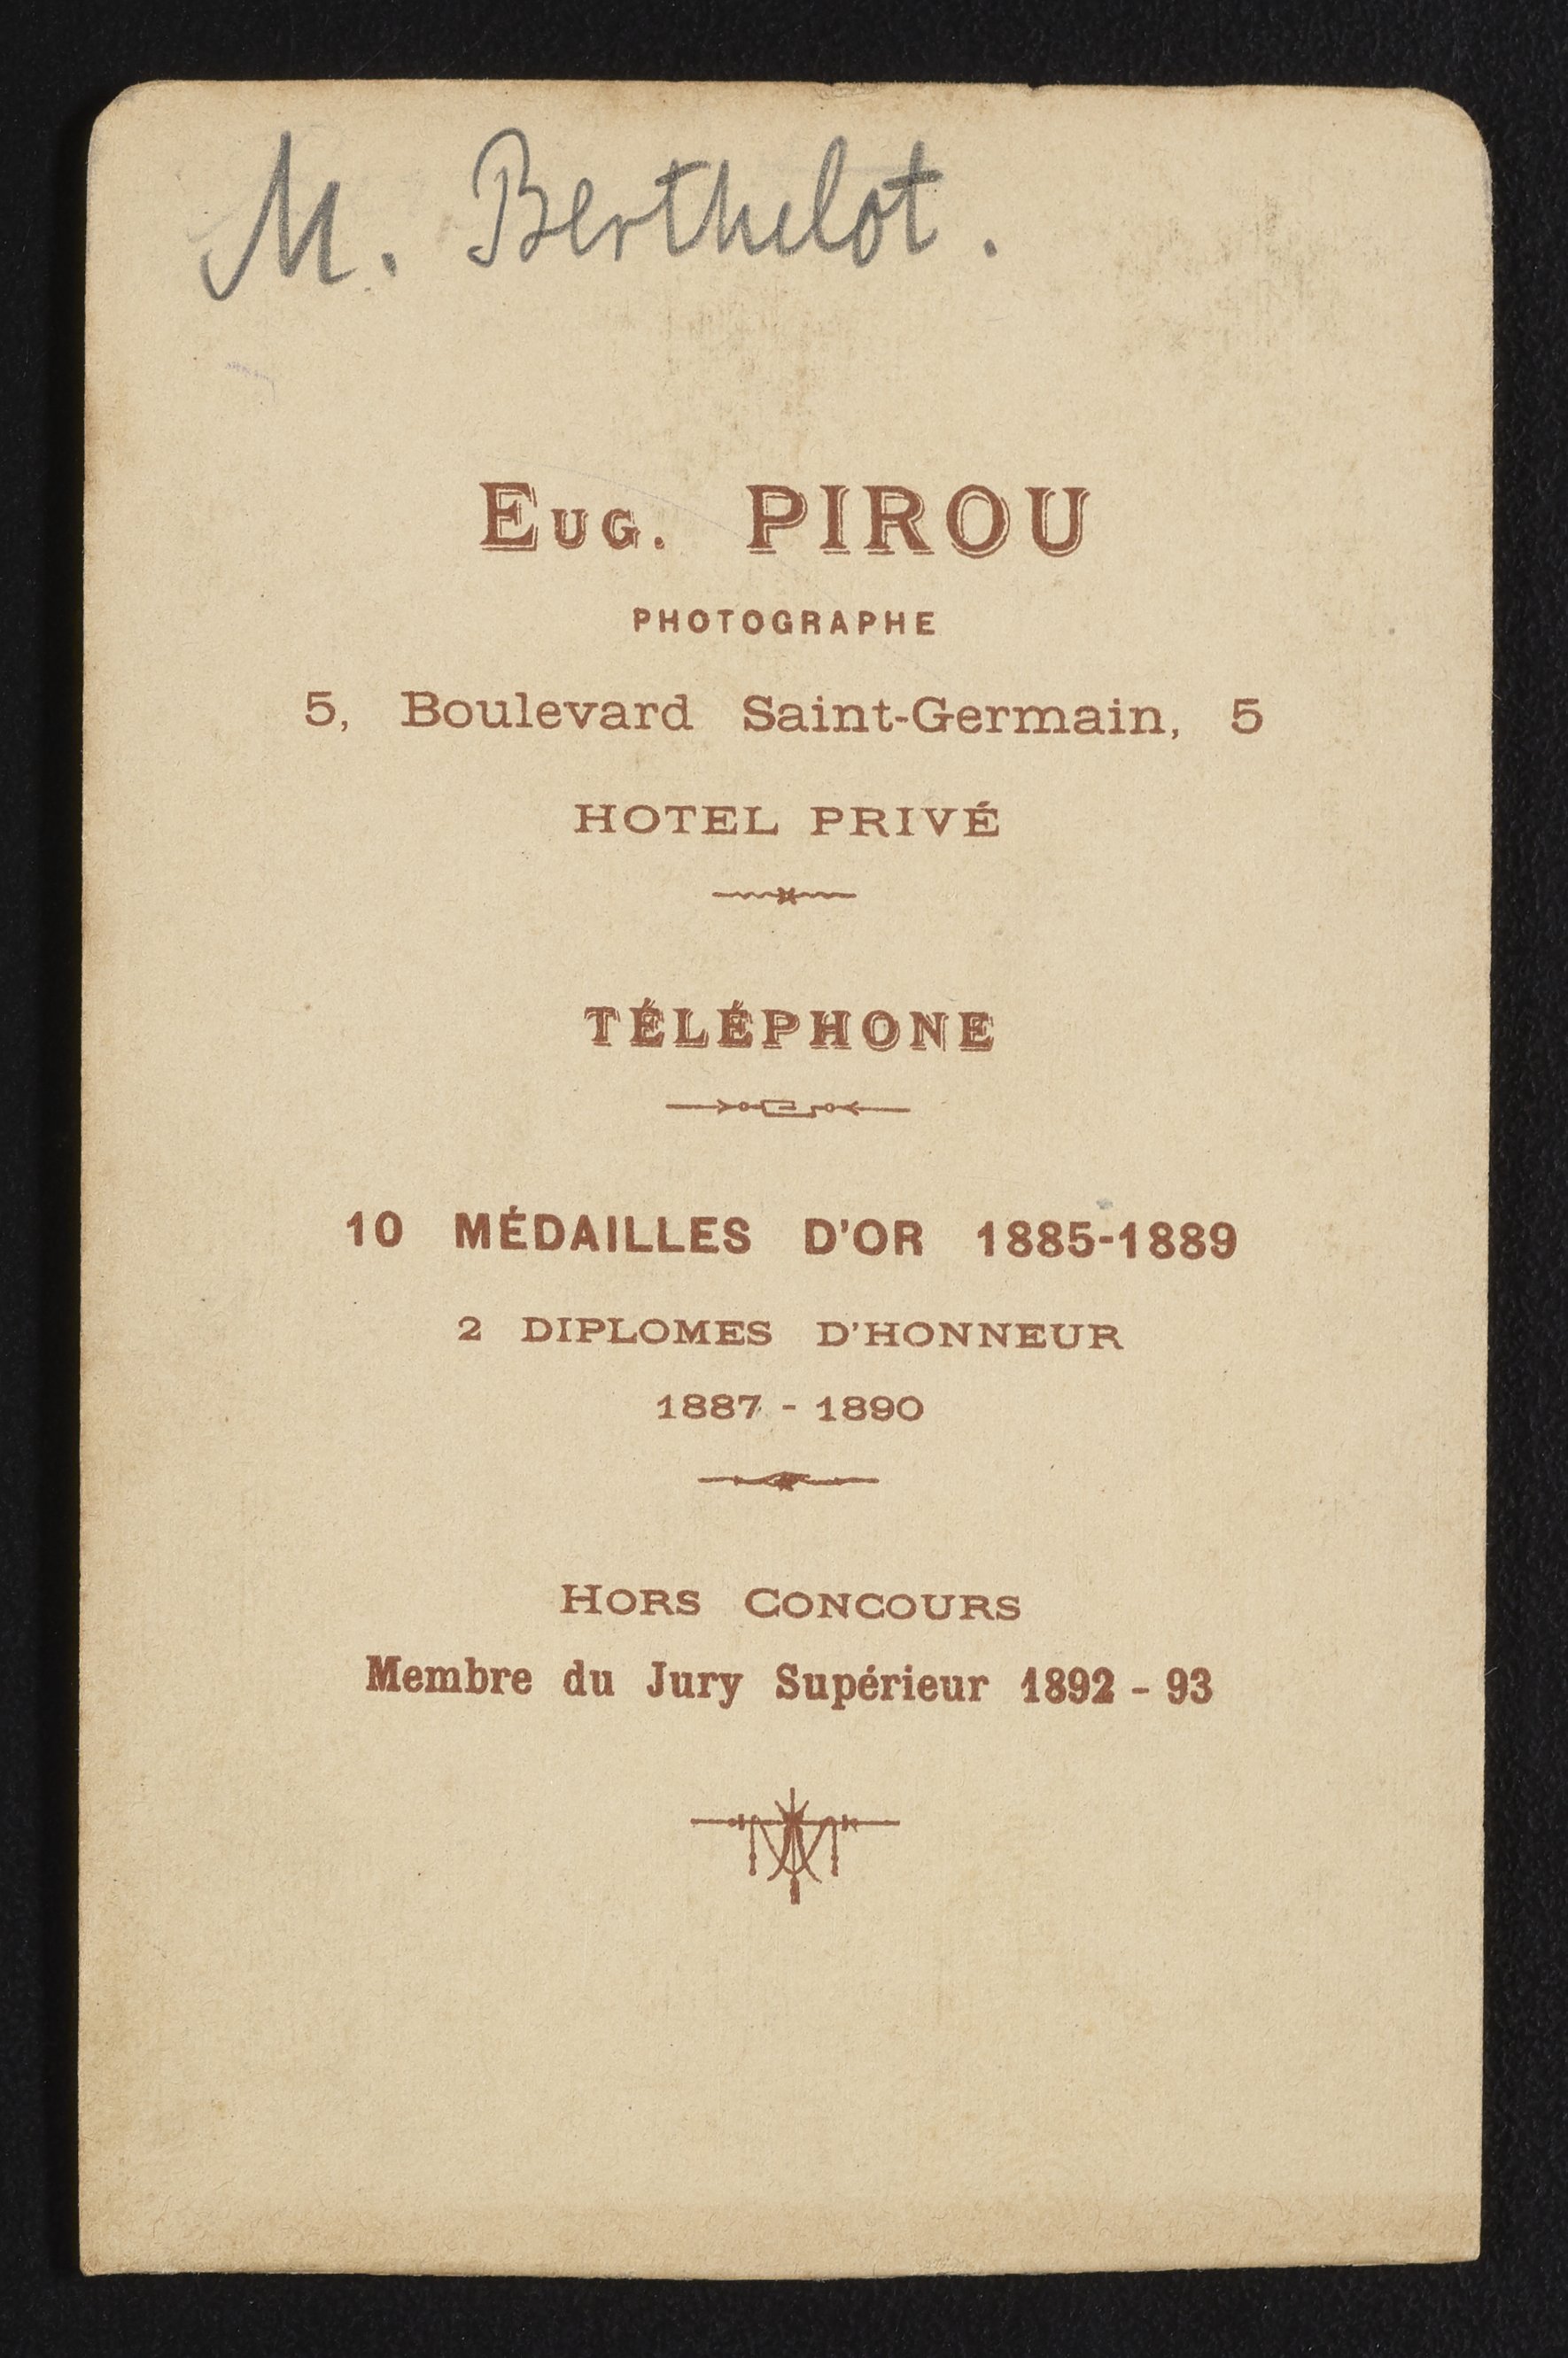 M. Berthelot.
EUG. PIROU
PHOTOGRAPHE
5, Boulevard Saint-Germain, 5
HOTEL PRIVÉ
TÉLÉPHONE
10 MÉDAILLES D'OR 1885-1889
2 DIPLOMES D'HONNEUR
1887 - 1890
HORS CONCOURS
Membre du Jury Supérieur 1892 - 93